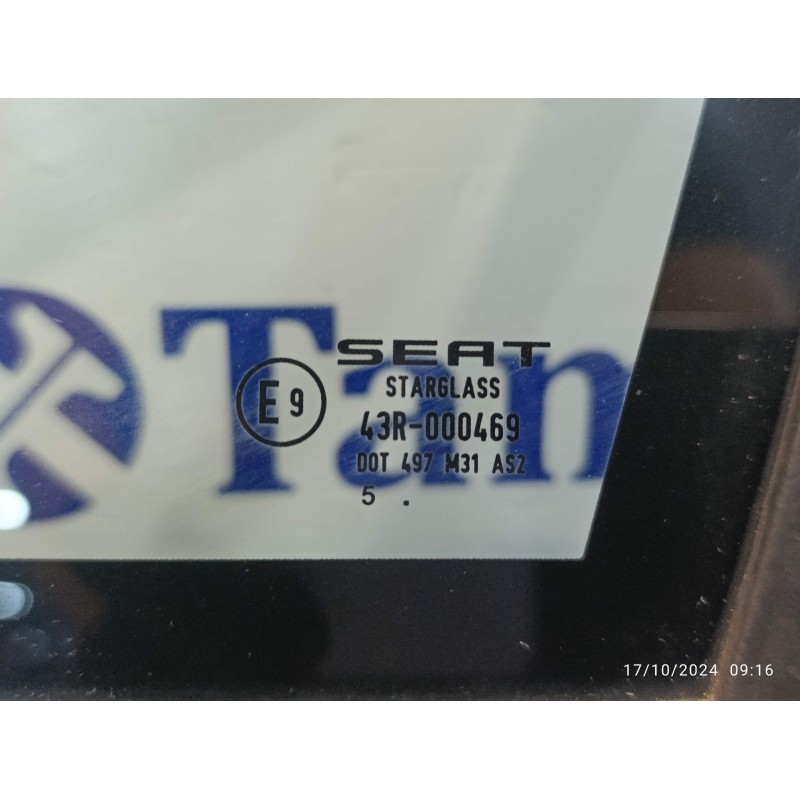 Tan
SEAT
E9
STARGLASS
43R-000469
DOT 497 M31 AS2
5 .
17/10/2024 09:16